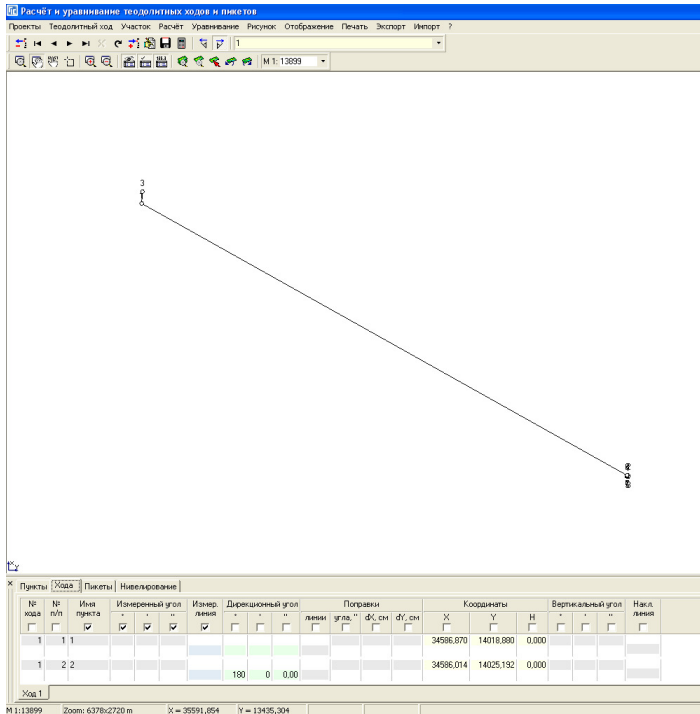 Расчёт и уравнивание теодолитных ходов и пикетов
Проекты Теодолитный ход Участок Расчёт Уравнивание Рисунок Отображение Печать Экспорт Импорт ?
1
М 1: 13899
3
× Пункты Хода Пикеты Нивелирование
№ хода № п/п Имя пункта Измеренный угол Измер. линия Дирекционный угол Поправки Координаты Вертикальный угол Накл. линия
° ' " ° ' " линии угла, " dX, см dY, см X Y H ° ' "
1 1 1 34586,870 14018,880 0,000
1 2 2 34586,014 14025,192 0,000
180 0 0,00
Ход 1
М 1:13899 Zoom: 6378x2720 m X = 35591,854 Y = 13435,304